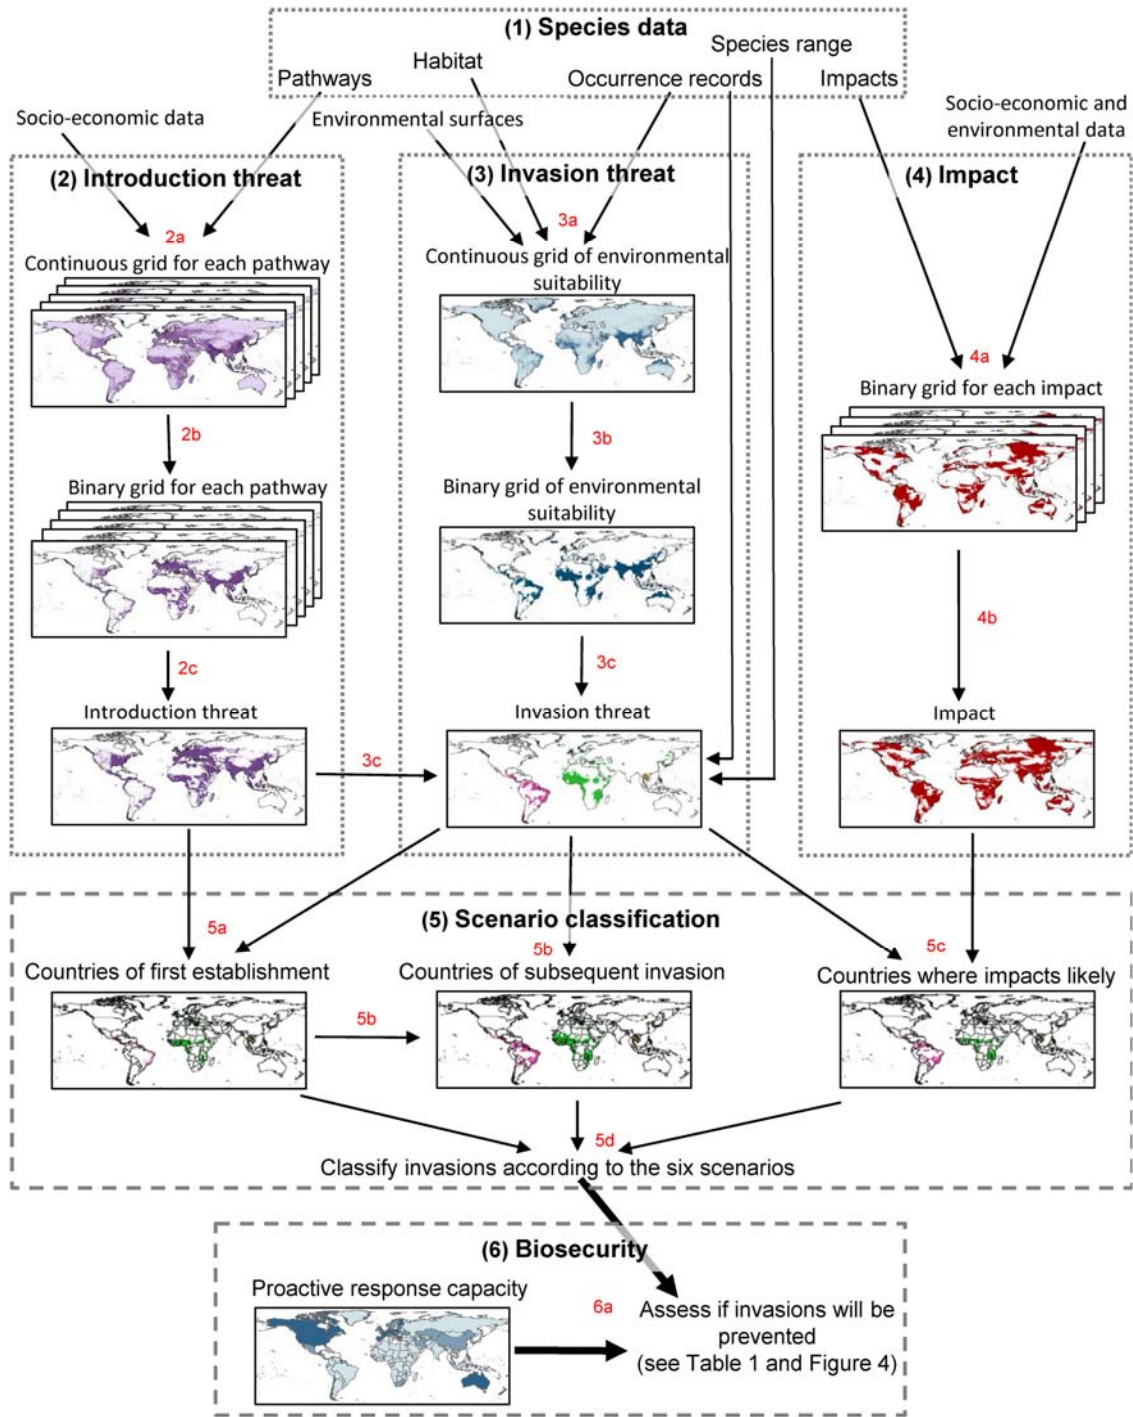 (1) Species data
Species range
Habitat
Pathways
Occurrence records
Impacts
Socio-economic data
Environmental surfaces
Socio-economic and
environmental data
(2) Introduction threat
2a
Continuous grid for each pathway
2b
Binary grid for each pathway
2c
Introduction threat
(3) Invasion threat
3a
Continuous grid of environmental
suitability
3b
Binary grid of environmental
suitability
3c
Invasion threat
3c
(4) Impact
4a
Binary grid for each impact
4b
Impact
(5) Scenario classification
5a
Countries of first establishment
5b
Countries of subsequent invasion
5b
5c
Countries where impacts likely
5d
Classify invasions according to the six scenarios
(6) Biosecurity
Proactive response capacity
6a
Assess if invasions will be
prevented
(see Table 1 and Figure 4)